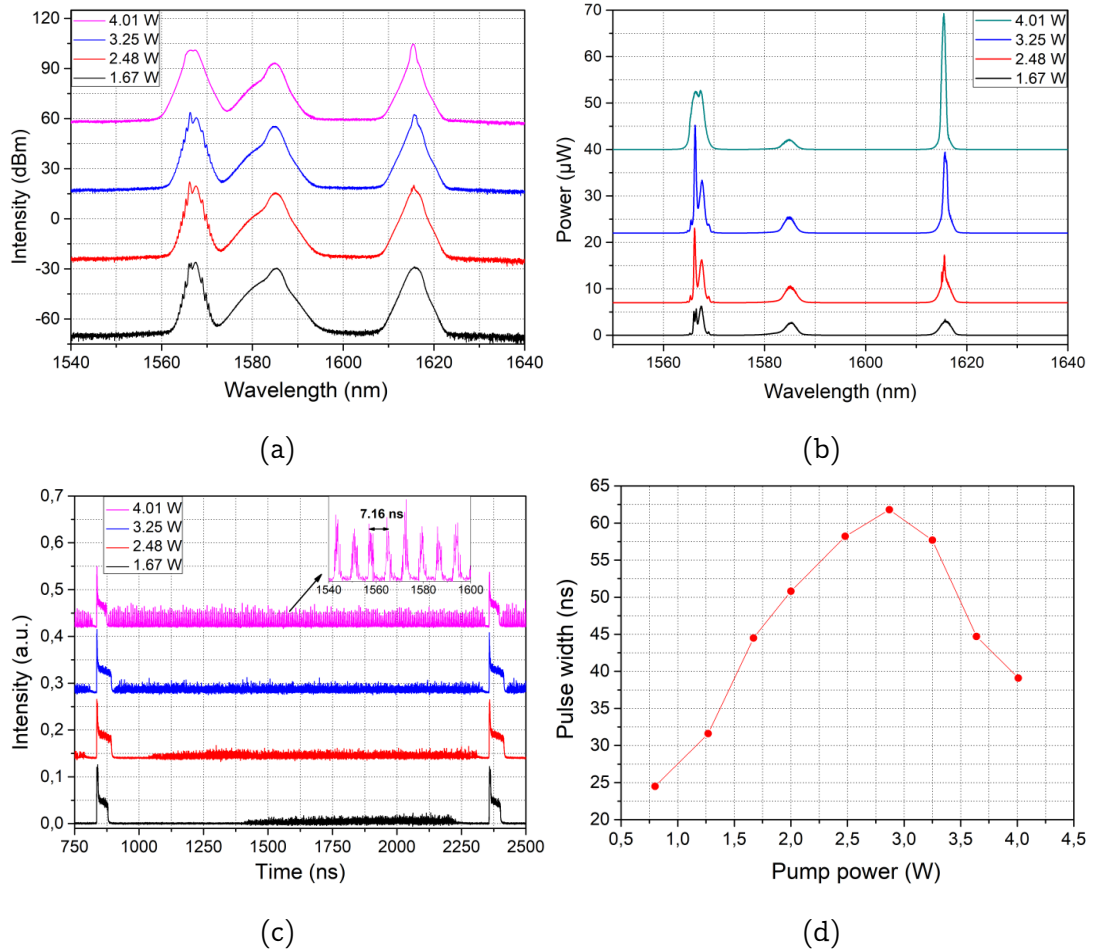 120
90
60
30
0
-30
-60
Intensity (dBm)
4.01 W
3.25 W
2.48 W
1.67 W
1540
1560
1580
1600
1620
1640
Wavelength (nm)
(a)
70
60
50
40
30
20
10
0
Power (µW)
4.01 W
3.25 W
2.48 W
1.67 W
1560
1580
1600
1620
1640
Wavelength (nm)
(b)
0,7
0,6
0,5
0,4
0,3
0,2
0,1
0,0
Intensity (a.u.)
4.01 W
3.25 W
2.48 W
1.67 W
7.16 ns
1540
1560
1580
1600
750
1000
1250
1500
1750
2000
2250
2500
Time (ns)
(c)
65
60
55
50
45
40
35
30
25
20
Pulse width (ns)
0,5
1,0
1,5
2,0
2,5
3,0
3,5
4,0
4,5
Pump power (W)
(d)